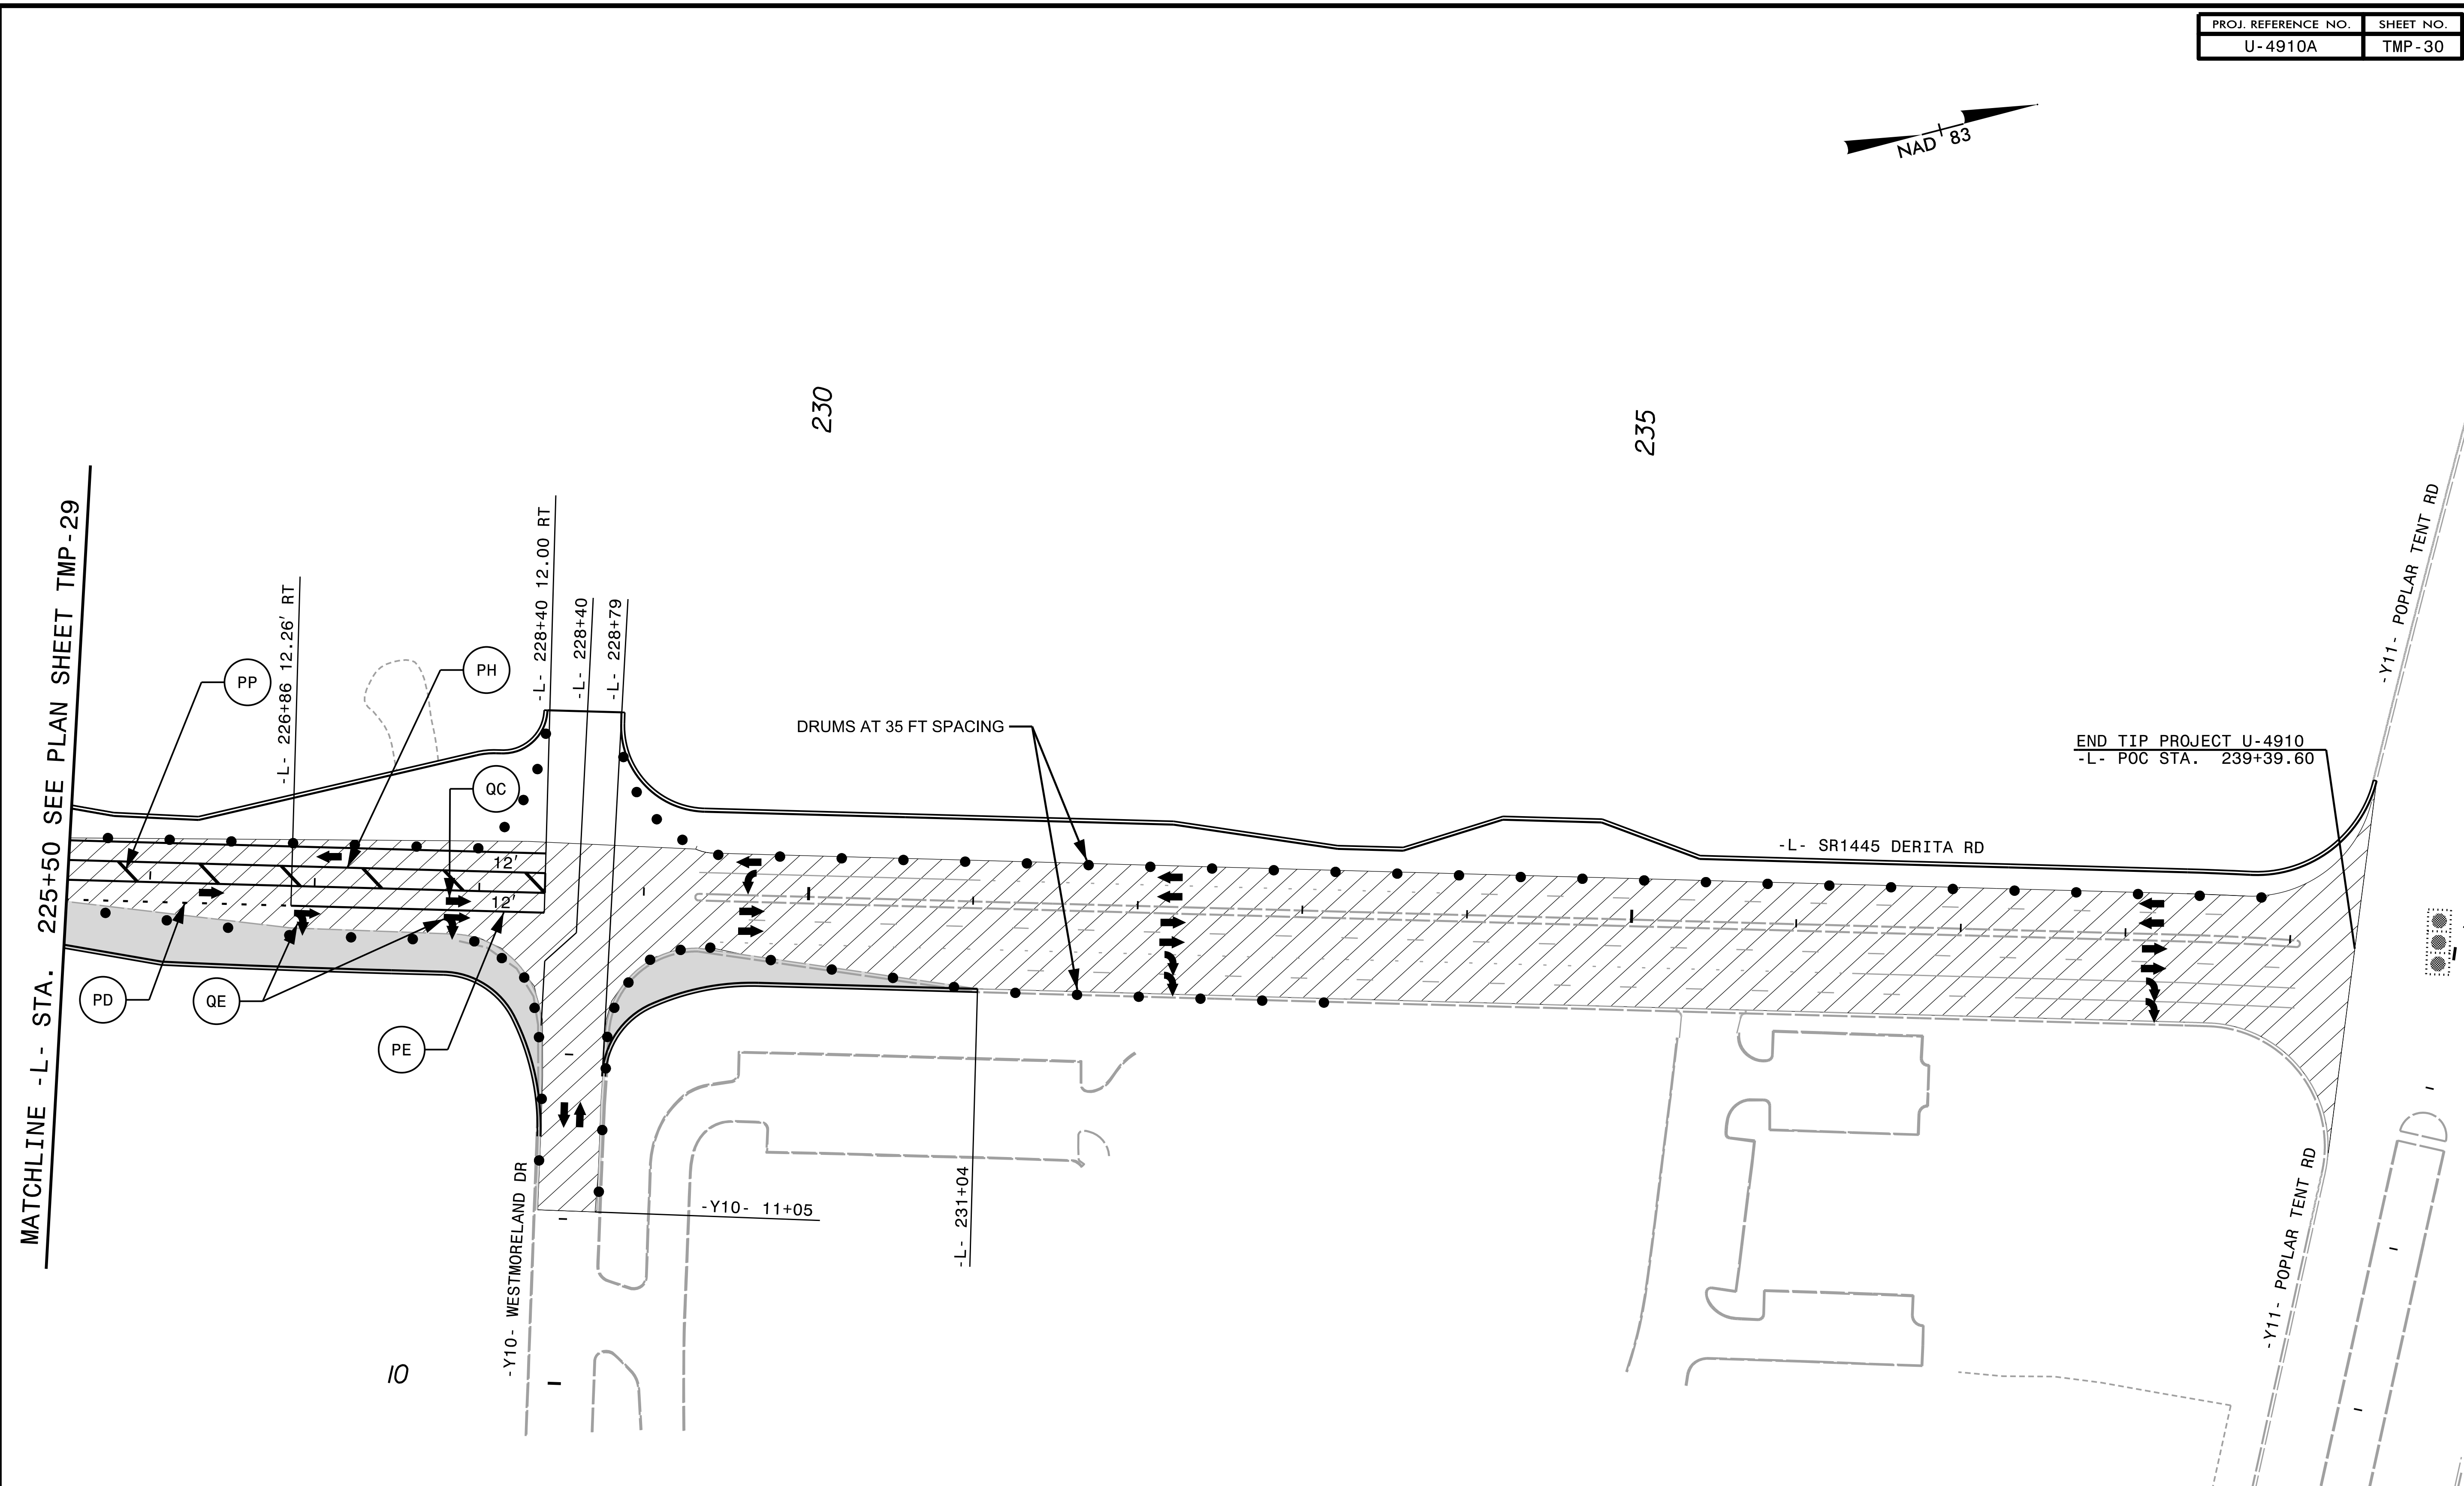 PROJ. REFERENCE NO.
SHEET NO.
U-4910A
TMP-30
NAD 83
230
235
MATCHLINE -L- STA. 225+50 SEE PLAN SHEET TMP-29
-L- 226+86 12.26' RT
-L- 228+40 12.00 RT
-L- 228+40
-L- 228+79
-Y11- POPLAR TENT RD
PP
PH
QC
DRUMS AT 35 FT SPACING
END TIP PROJECT U-4910
-L- POC STA. 239+39.60
-L- SR1445 DERITA RD
12'
12'
PD
QE
PE
-Y10- WESTMORELAND DR
-Y10- 11+05
-L- 231+04
-Y11- POPLAR TENT RD
10